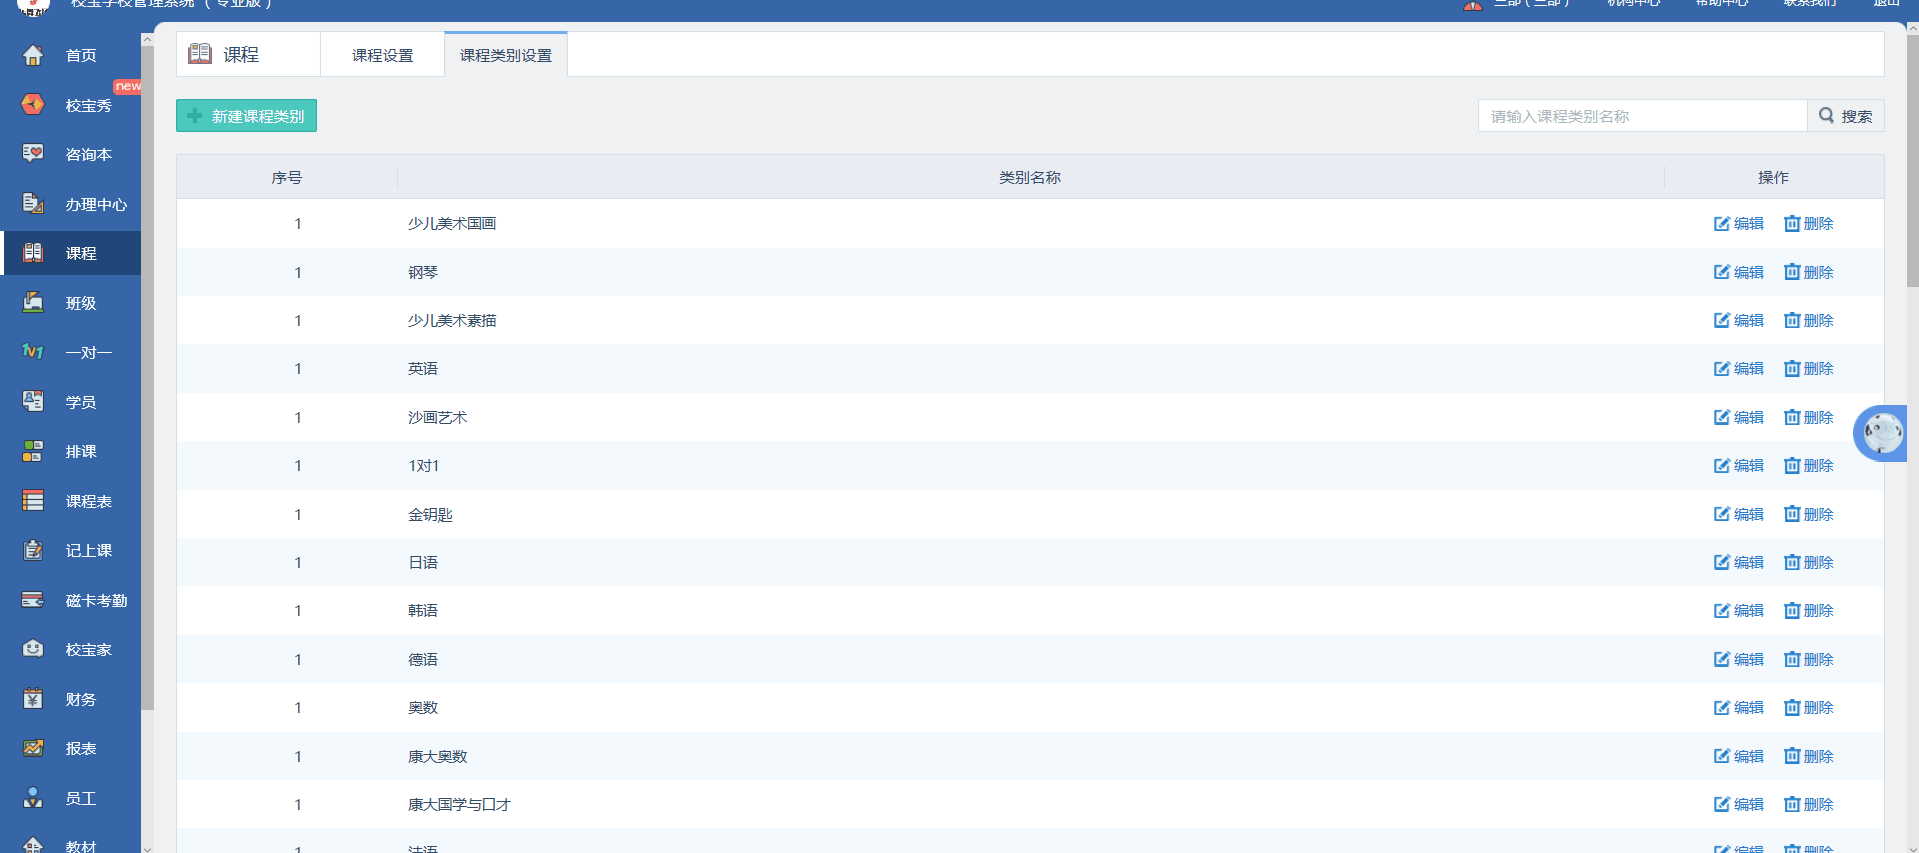 校宝学校管理系统（专业版）
三部（三部） 机构中心 帮助中心 联系我们 退出
首页
校宝秀 new
咨询本
办理中心
课程
班级
一对一
1v1
学员
排课
课程表
记上课
磁卡考勤
校宝家
财务
报表
员工
教材
课程 课程设置 课程类别设置
新建课程类别 请输入课程类别名称 搜索
序号 类别名称 操作
1 少儿美术国画 编辑 删除
1 钢琴 编辑 删除
1 少儿美术素描 编辑 删除
1 英语 编辑 删除
1 沙画艺术 编辑 删除
1 1对1 编辑 删除
1 金钥匙 编辑 删除
1 日语 编辑 删除
1 韩语 编辑 删除
1 德语 编辑 删除
1 奥数 编辑 删除
1 康大奥数 编辑 删除
1 康大国学与口才 编辑 删除
1 法语 编辑 删除